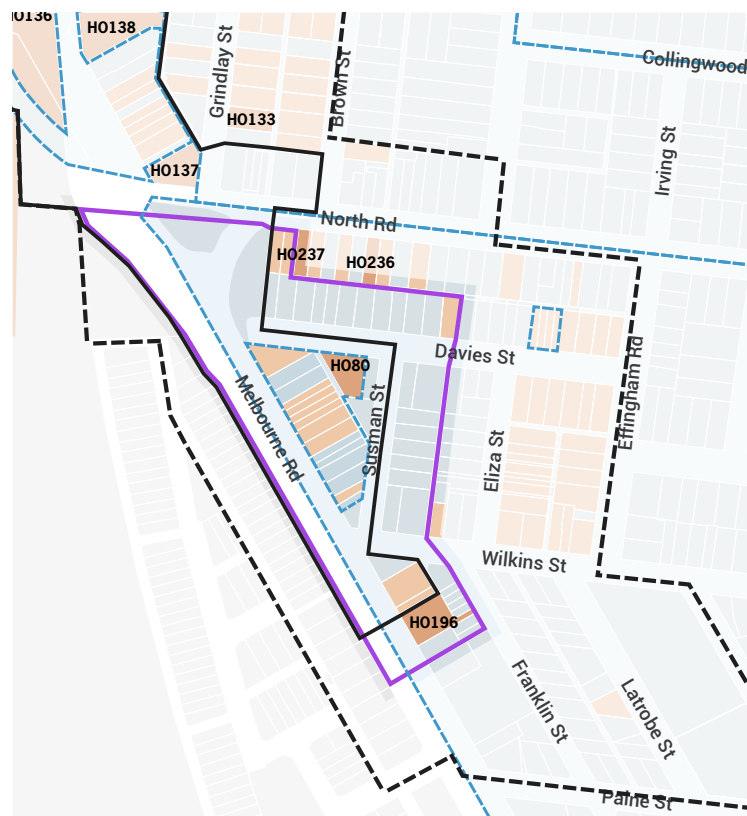 HO136
HO138
Grindlay St
Brown St
Collingwood
HO133
Irving St
HO137
North Rd
HO237
HO236
Davies St
HO80
Effingham Rd
Melbourne Rd
Susman St
Eliza St
Wilkins St
HO196
Franklin St
Latrobe St
Paine St